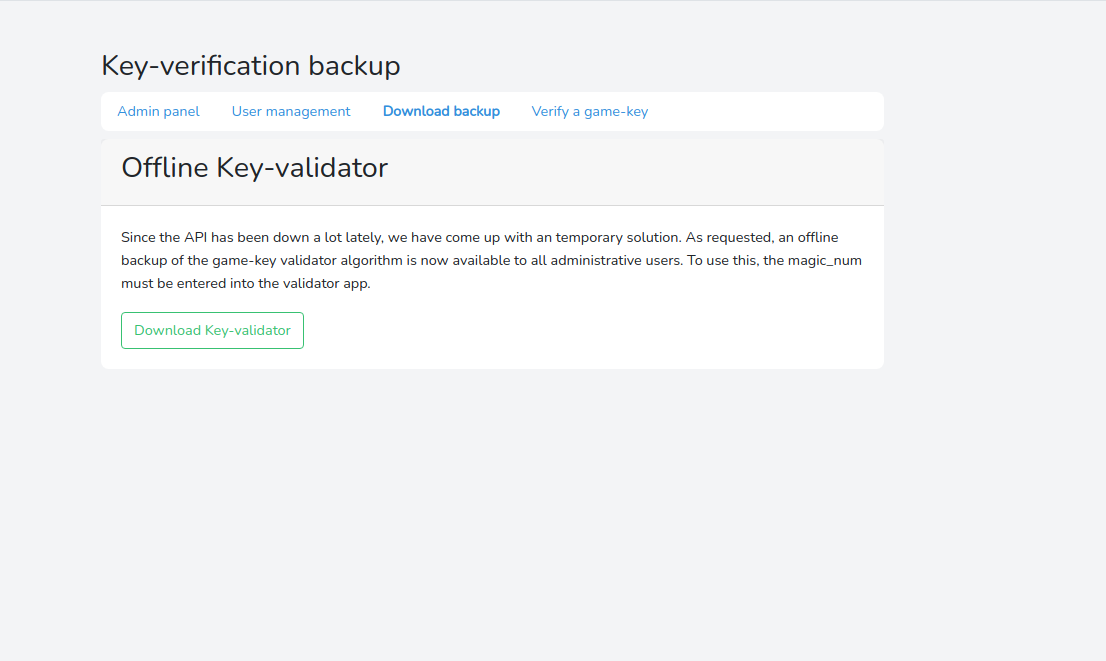 Key-verification backup
Admin panel User management Download backup Verify a game-key
Offline Key-validator
Since the API has been down a lot lately, we have come up with an temporary solution. As requested, an offline
backup of the game-key validator algorithm is now available to all administrative users. To use this, the magic_num
must be entered into the validator app.
Download Key-validator